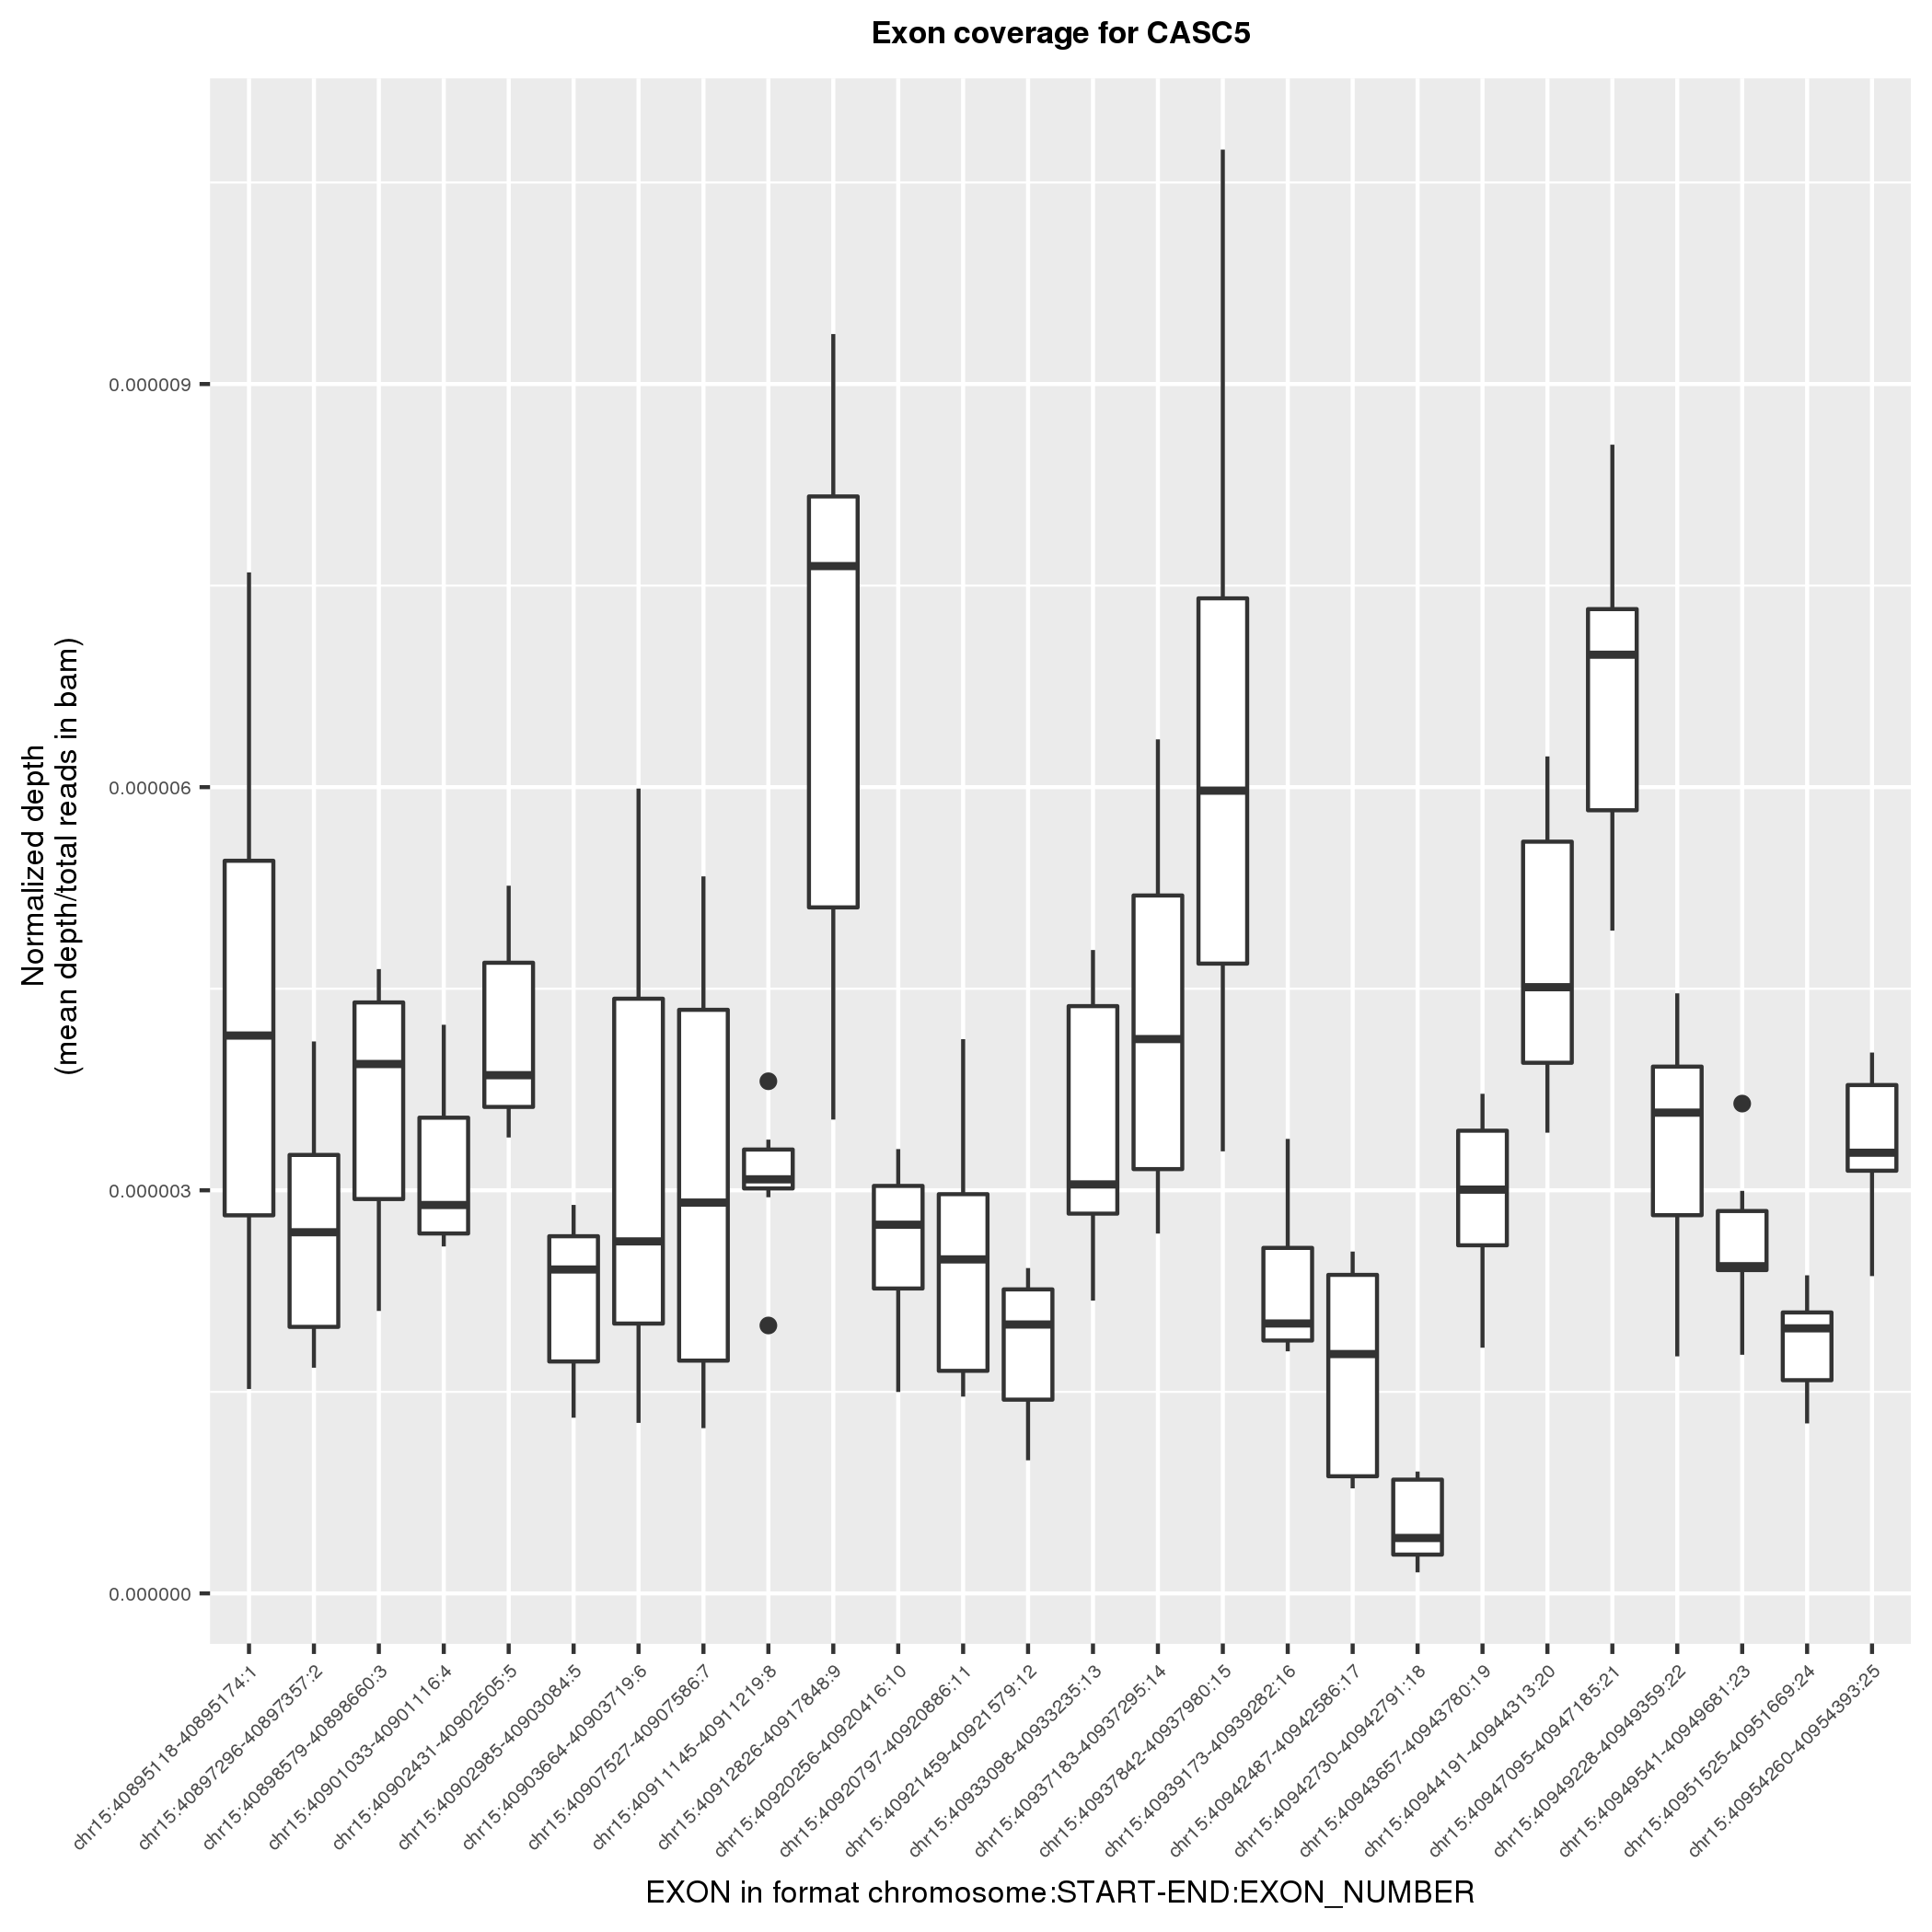 Exon coverage for CASC5
Normalized depth
(mean depth/total reads in bam)
0.000009
0.000006
0.000003
0.000000
chr15:40895118-40895174:1
chr15:40897296-40897357:2
chr15:40898579-40898660:3
chr15:40901033-40901116:4
chr15:40902431-40902505:5
chr15:40902985-40903084:5
chr15:40903664-40903719:6
chr15:40907527-40907586:7
chr15:40911145-40911219:8
chr15:40912826-40917848:9
chr15:40920256-40920416:10
chr15:40920797-40920886:11
chr15:40921459-40921579:12
chr15:40933098-40933235:13
chr15:40937183-40937295:14
chr15:40937842-40937980:15
chr15:40939173-40939282:16
chr15:40942487-40942586:17
chr15:40942730-40942791:18
chr15:40943657-40943780:19
chr15:40944191-40944313:20
chr15:40947095-40947185:21
chr15:40949228-40949359:22
chr15:40949541-40949681:23
chr15:40951525-40951669:24
chr15:40954260-40954393:25
EXON in format chromosome:START-END:EXON_NUMBER